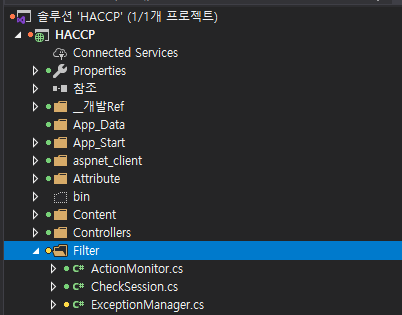 솔루션 'HACCP' (1/1개 프로젝트)
HACCP
Connected Services
Properties
참조
__개발Ref
App_Data
App_Start
aspnet_client
Attribute
bin
Content
Controllers
Filter
C# ActionMonitor.cs
C# CheckSession.cs
C# ExceptionManager.cs